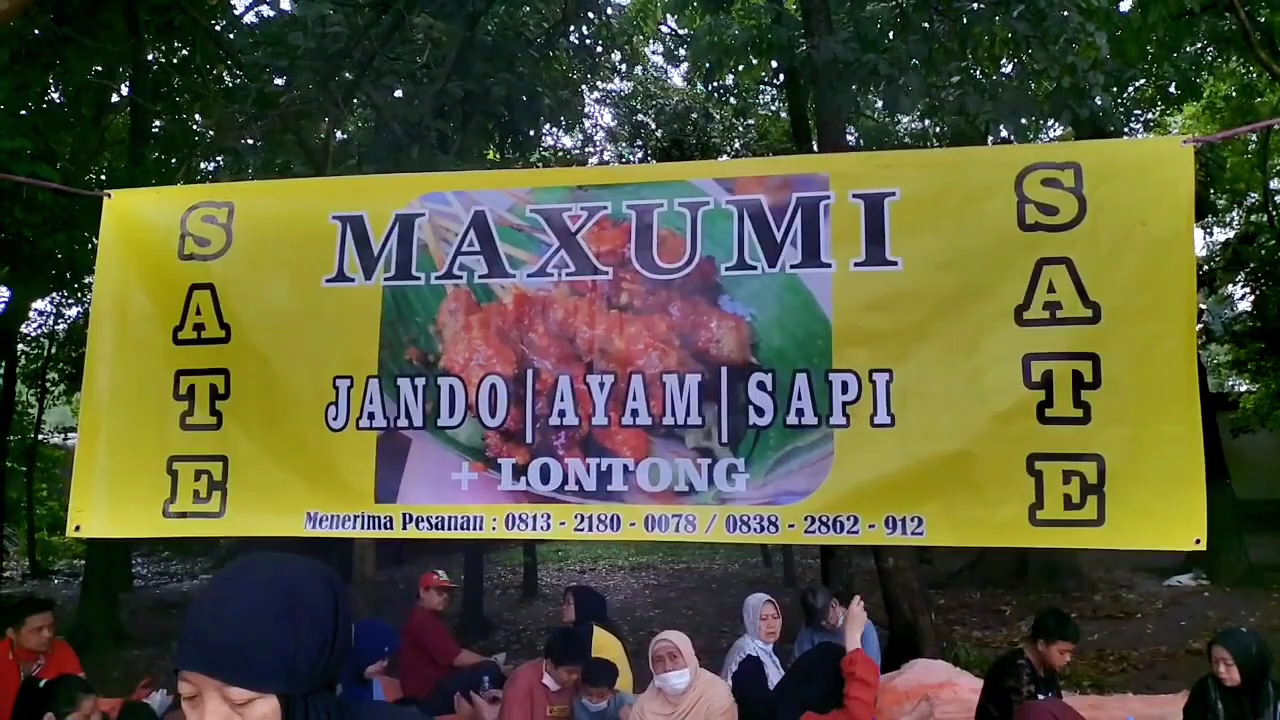 SATE
MAXUMI
JANDO | AYAM | SAPI
+ LONTONG
Menerima Pesanan : 0813 - 2180 - 0078 / 0838 - 2862 - 912
SATE